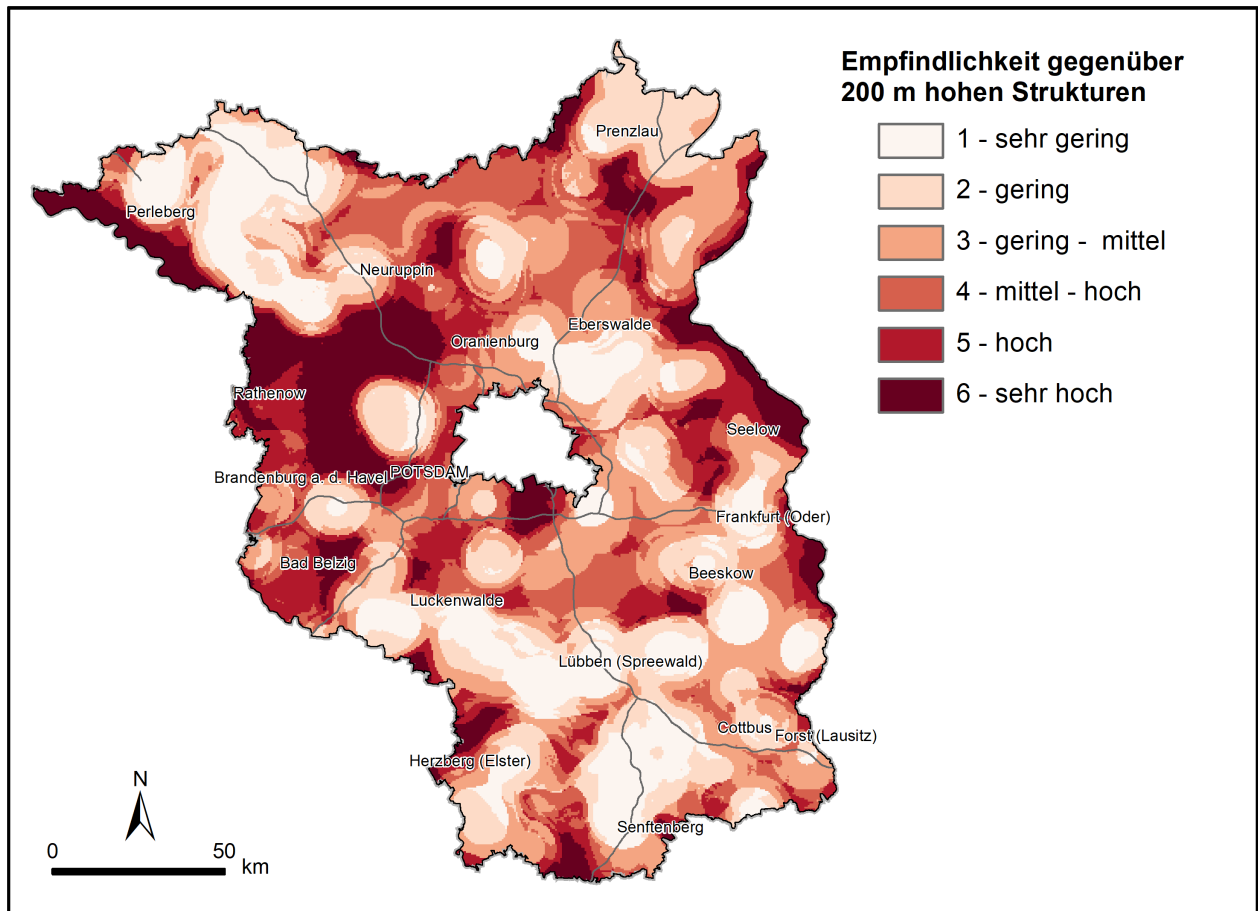 Empfindlichkeit gegenüber
200 m hohen Strukturen
1 - sehr gering
2 - gering
3 - gering - mittel
4 - mittel - hoch
5 - hoch
6 - sehr hoch
Prenzlau
Perleberg
Neuruppin
Eberswalde
Oranienburg
Rathenow
Seelow
Brandenburg a. d. Havel
POTSDAM
Frankfurt (Oder)
Bad Belzig
Beeskow
Luckenwalde
Lübben (Spreewald)
Cottbus
Forst (Lausitz)
Herzberg (Elster)
Senftenberg
N
0 50
km